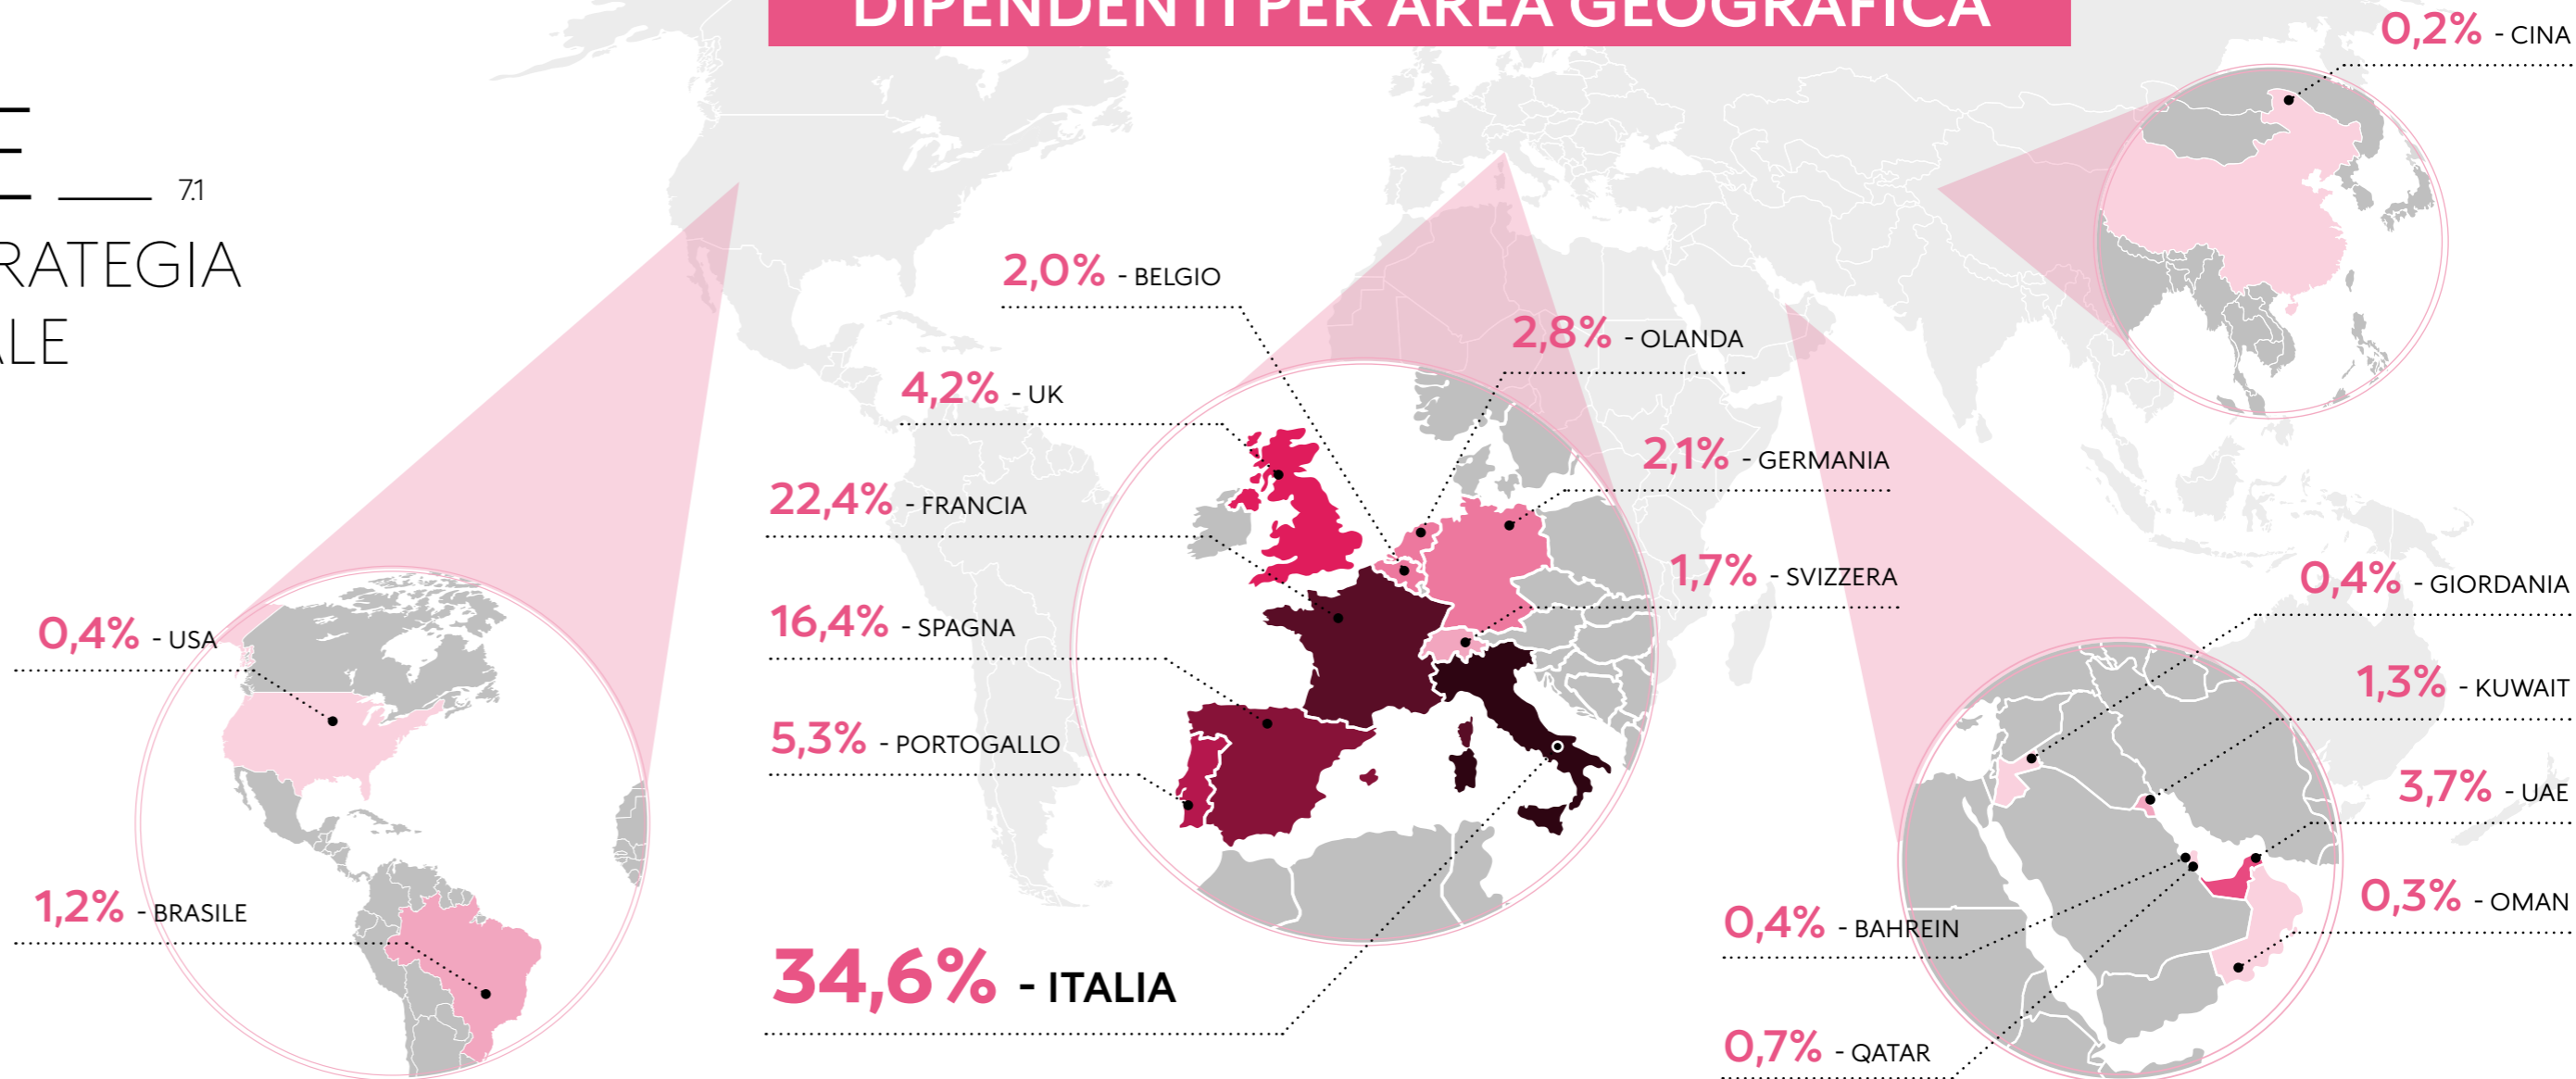 DIPENDENTI PER AREA GEOGRAFICA
7.1
0,2% - CINA
2,0% - BELGIO
2,8% - OLANDA
4,2% - UK
2,1% - GERMANIA
22,4% - FRANCIA
1,7% - SVIZZERA
16,4% - SPAGNA
5,3% - PORTOGALLO
34,6% - ITALIA
0,4% - USA
1,2% - BRASILE
0,4% - GIORDANIA
1,3% - KUWAIT
3,7% - UAE
0,3% - OMAN
0,4% - BAHREIN
0,7% - QATAR